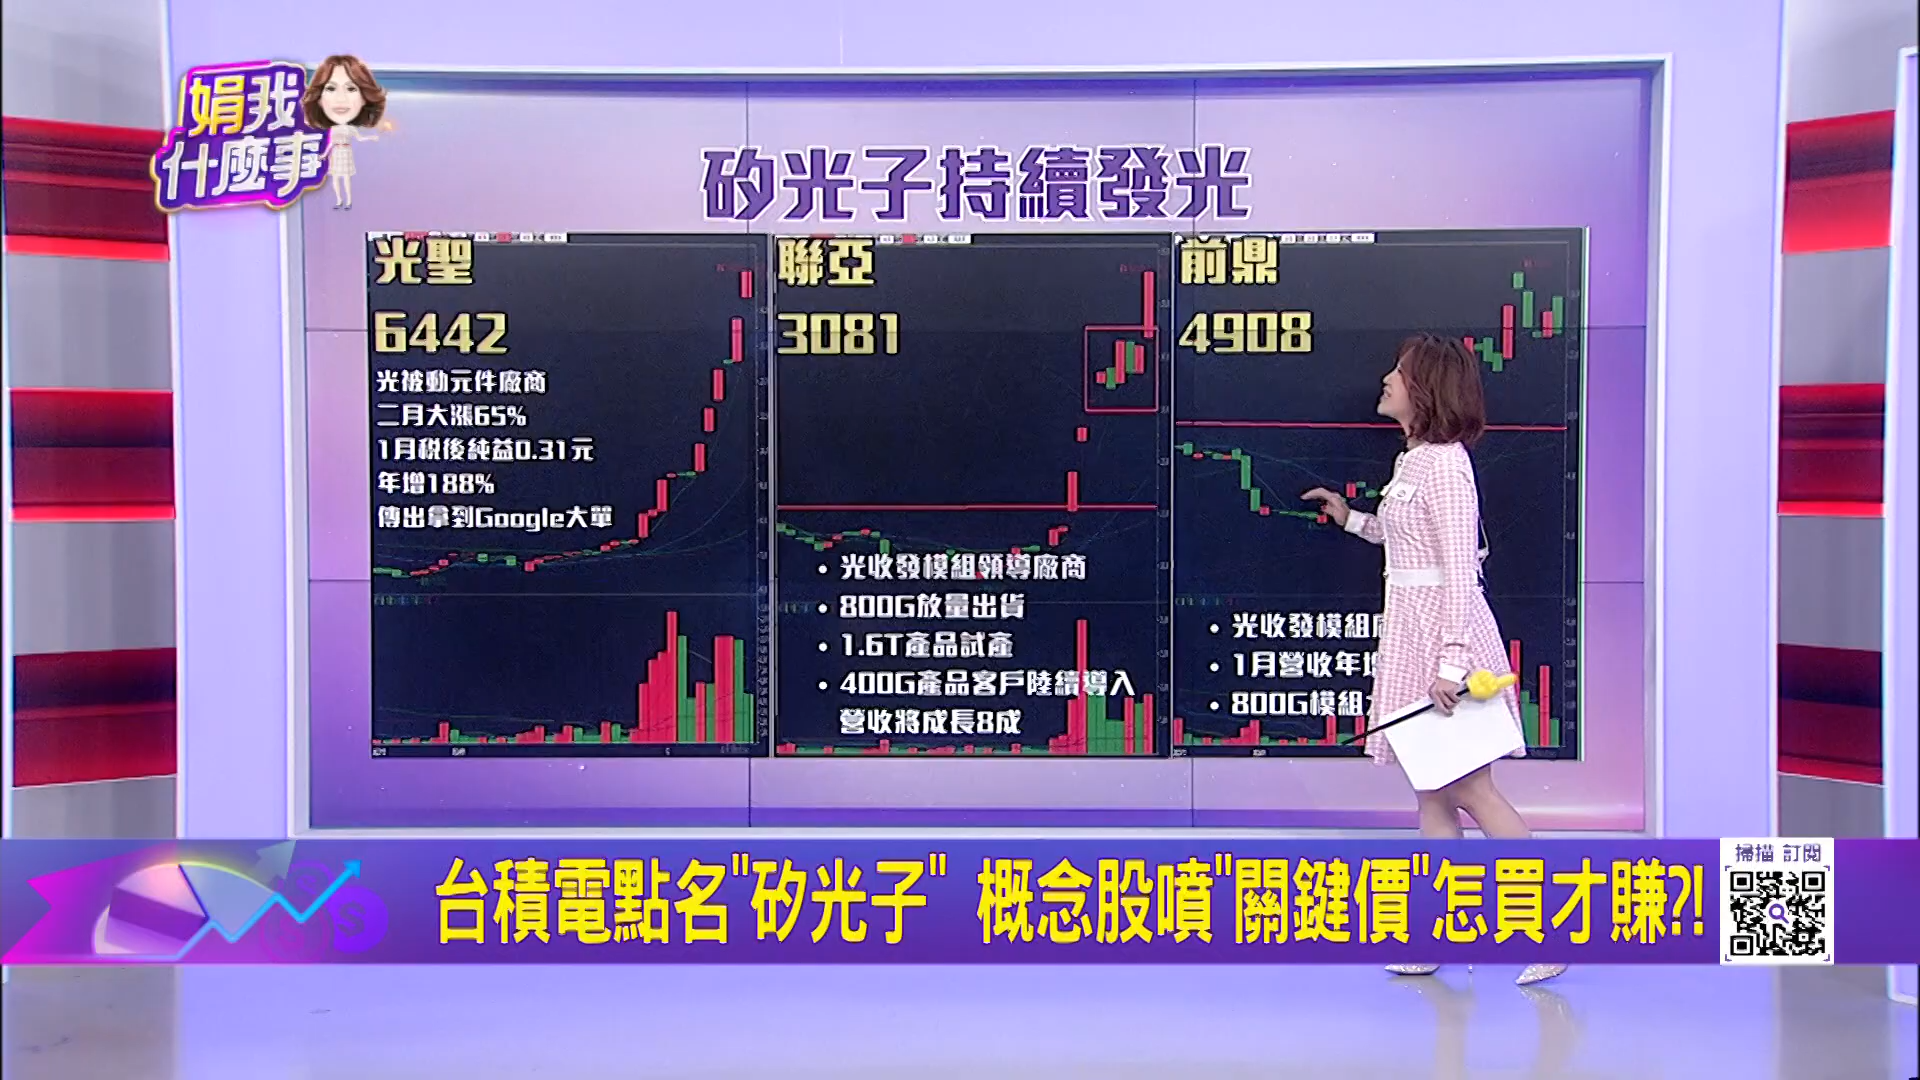 娟我
什麼事
矽光子持續發光
光聖
6442
光被動元件廠商
二月大漲65%
1月稅後純益0.31元
年增188%
傳出拿到Google大單
聯亞
3081
• 光收發模組領導廠商
• 800G放量出貨
• 1.6T產品試產
• 400G產品客戶陸續導入
營收將成長8成
前鼎
4908
• 光收發模組
• 1月營收年增
• 800G模組
台積電點名"矽光子" 概念股噴"關鍵價"怎買才賺?!
掃描 訂閱